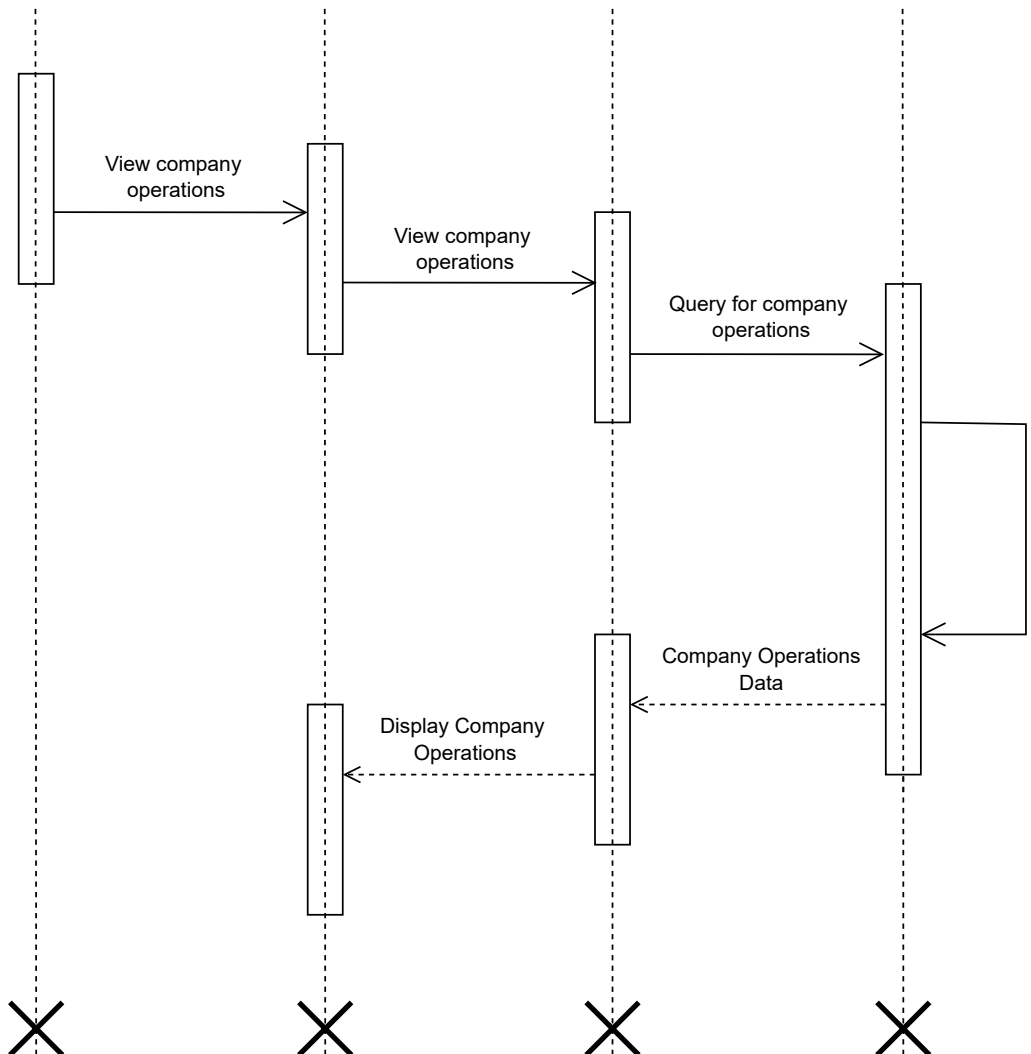 View company
operations
View company
operations
Query for company
operations
Company Operations
Data
Display Company
Operations